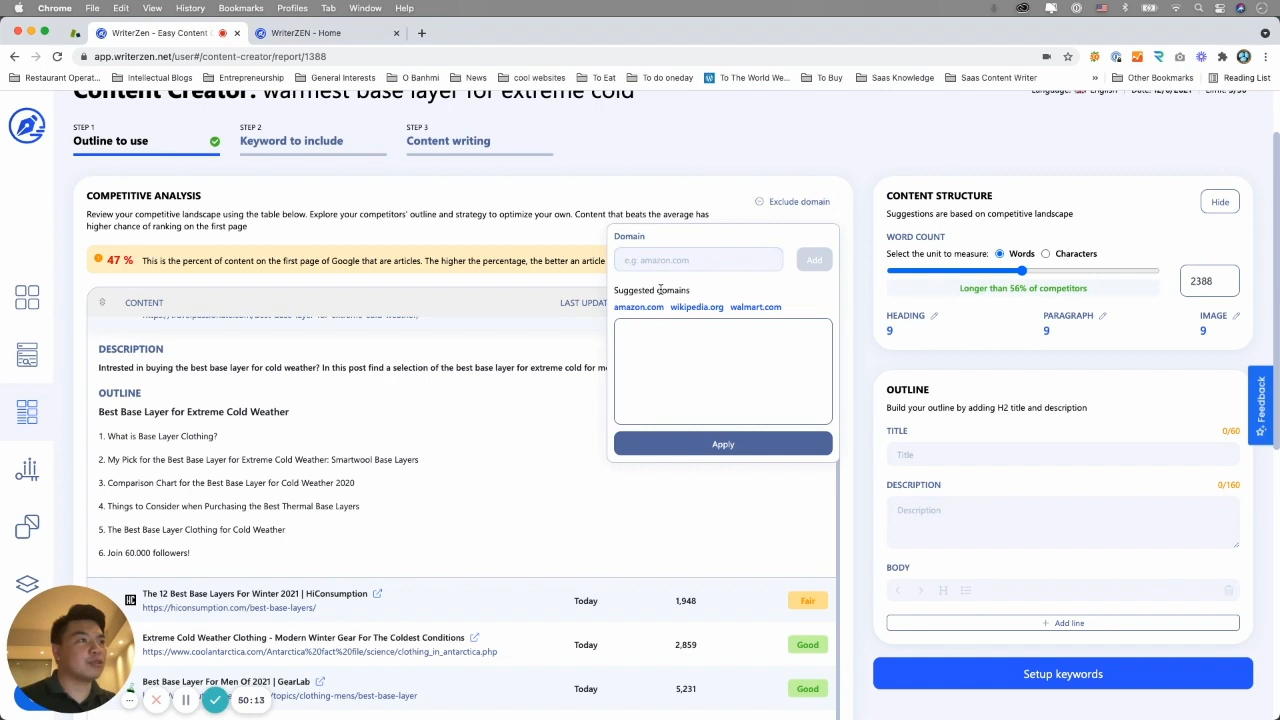 Chrome File Edit View History Bookmarks Profiles Tab Window Help
WriterZen - Easy Content
WriterZEN - Home
app.writerzen.net/user#/content-creator/report/1388
Restaurant Operat... Intellectual Blogs Entrepreneurship General Interests O Banhmi News cool websites To Eat To do oneday To The World We... To Buy Saas Knowledge Saas Content Writer » Other Bookmarks Reading List
Content Creator: warmest base layer for extreme cold
Language: English Date: 12/6/2021
STEP 1
Outline to use
STEP 2
Keyword to include
STEP 3
Content writing
COMPETITIVE ANALYSIS
Exclude domain
Review your competitive landscape using the table below. Explore your competitors' outline and strategy to optimize your own. Content that beats the average has
higher chance of ranking on the first page
47 % This is the percent of content on the first page of Google that are articles. The higher the percentage, the better an article
CONTENT
LAST UPDAT
DESCRIPTION
Intrested in buying the best base layer for cold weather? In this post find a selection of the best base layer for extreme cold for me
OUTLINE
Best Base Layer for Extreme Cold Weather
1. What is Base Layer Clothing?
2. My Pick for the Best Base Layer for Extreme Cold Weather: Smartwool Base Layers
3. Comparison Chart for the Best Base Layer for Cold Weather 2020
4. Things to Consider when Purchasing the Best Thermal Base Layers
5. The Best Base Layer Clothing for Cold Weather
6. Join 60.000 followers!
Domain
e.g: amazon.com
Add
Suggested domains
amazon.com wikipedia.org walmart.com
Apply
The 12 Best Base Layers For Winter 2021 | HiConsumption
https://hiconsumption.com/best-base-layers/
Today 1,948 Fair
Extreme Cold Weather Clothing - Modern Winter Gear For The Coldest Conditions
https://www.coolantarctica.com/Antarctica%20fact%20file/science/clothing_in_antarctica.php
Today 2,859 Good
Best Base Layer For Men Of 2021 | GearLab
/topics/clothing-mens/best-base-layer
Today 5,231 Good
50:13
CONTENT STRUCTURE
Hide
Suggestions are based on competitive landscape
WORD COUNT
Select the unit to measure: Words Characters
2388
Longer than 56% of competitors
HEADING PARAGRAPH IMAGE
9 9 9
OUTLINE
Build your outline by adding H2 title and description
TITLE 0/60
Title
DESCRIPTION 0/160
Description
BODY
H
+ Add line
Setup keywords
Feedback